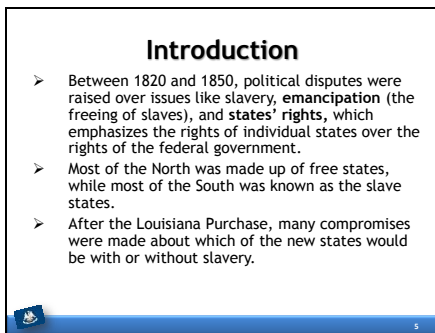 Introduction
➢ Between 1820 and 1850, political disputes were
raised over issues like slavery, emancipation (the
freeing of slaves), and states’ rights, which
emphasizes the rights of individual states over the
rights of the federal government.
➢ Most of the North was made up of free states,
while most of the South was known as the slave
states.
➢ After the Louisiana Purchase, many compromises
were made about which of the new states would
be with or without slavery.
5